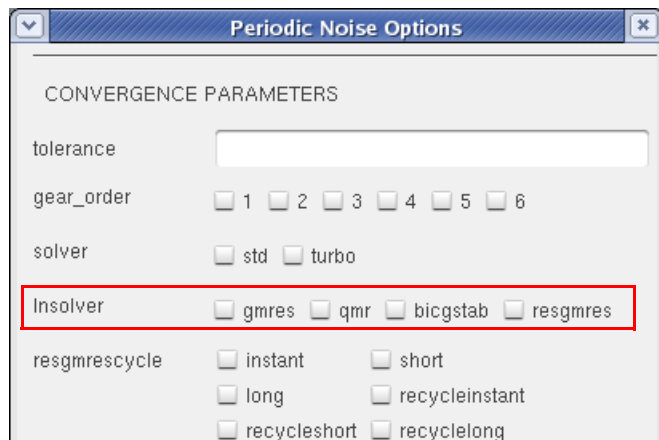 Periodic Noise Options
CONVERGENCE PARAMETERS
tolerance
gear_order 1 2 3 4 5 6
solver std turbo
lnsolver gmres qmr bicgstab resgmres
resgmrescycle instant short
long recycleinstant
recycleshort recyclelong